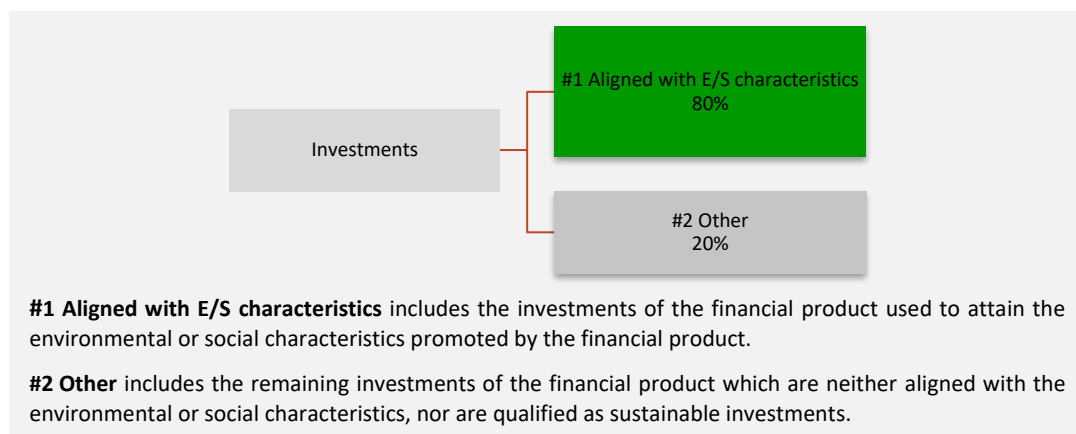 #1 Aligned with E/S characteristics
80%
Investments
#2 Other
20%
#1 Aligned with E/S characteristics includes the investments of the financial product used to attain the
environmental or social characteristics promoted by the financial product.
#2 Other includes the remaining investments of the financial product which are neither aligned with the
environmental or social characteristics, nor are qualified as sustainable investments.